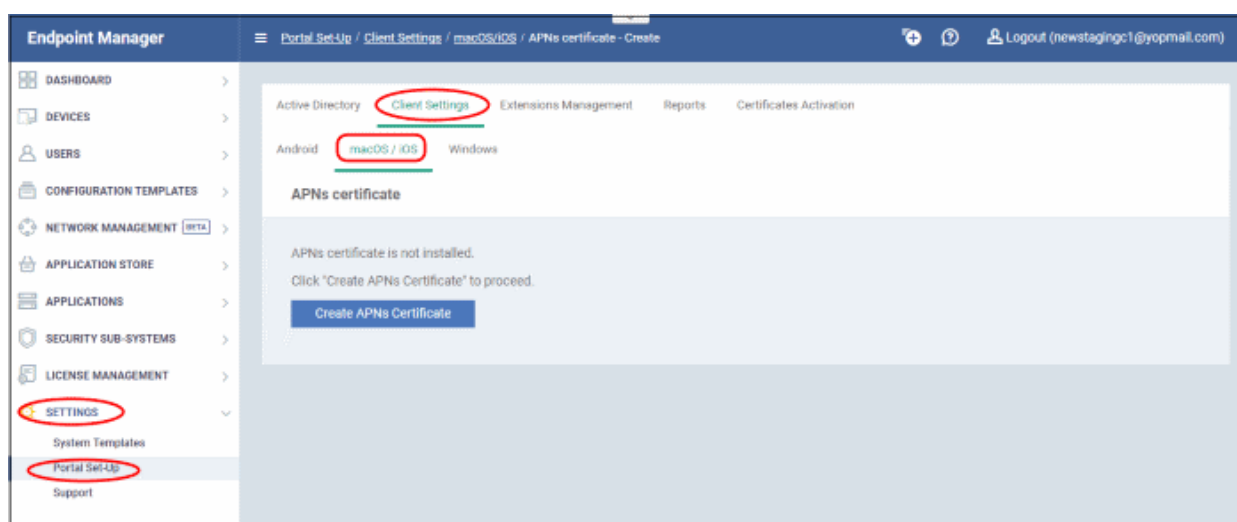 Endpoint Manager
Portal Set-Up / Client Settings / macOS/iOS / APNs certificate - Create
Logout (newstagingc1@yopmail.com)
DASHBOARD
DEVICES
USERS
CONFIGURATION TEMPLATES
NETWORK MANAGEMENT BETA
APPLICATION STORE
APPLICATIONS
SECURITY SUB-SYSTEMS
LICENSE MANAGEMENT
SETTINGS
System Templates
Portal Set-Up
Support
Active Directory Client Settings Extensions Management Reports Certificates Activation
Android macOS / iOS Windows
APNs certificate
APNs certificate is not installed.
Click "Create APNs Certificate" to proceed.
Create APNs Certificate